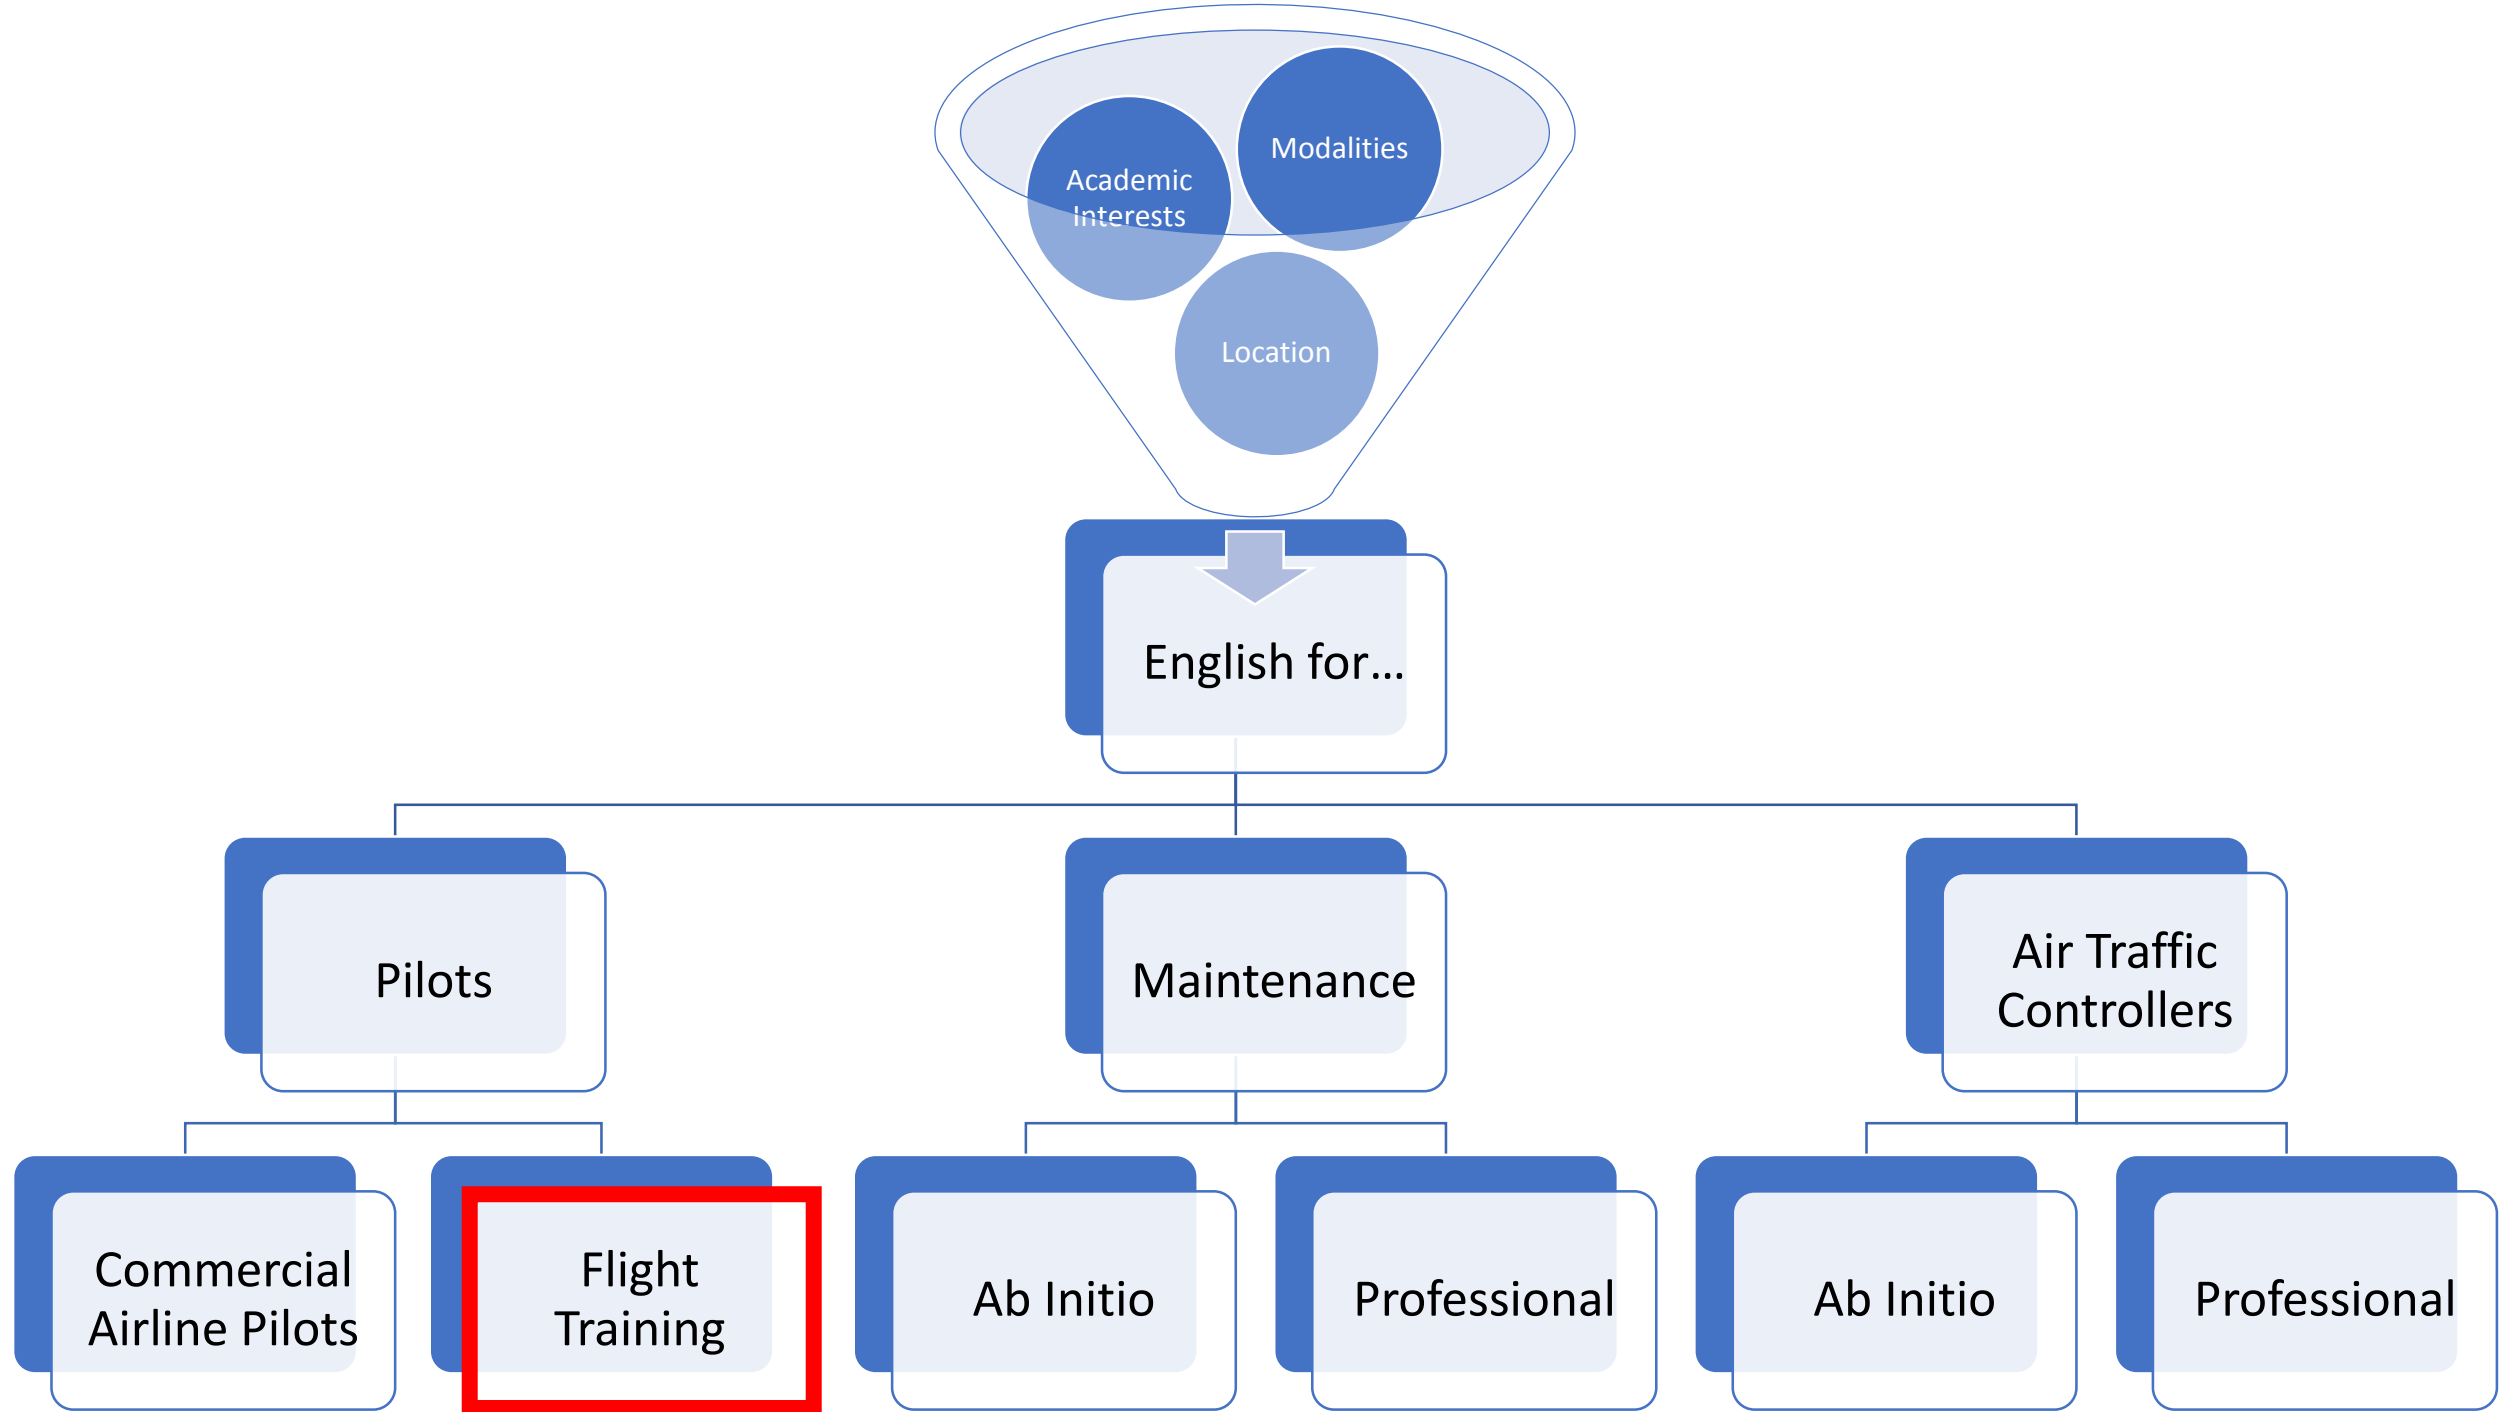 Modalities
Academic
Interests
Location
English for...
Pilots
Maintenance
Air Traffic
Controllers
Commercial
Airline Pilots
Flight
Training
Ab Initio
Professional
Ab Initio
Professional